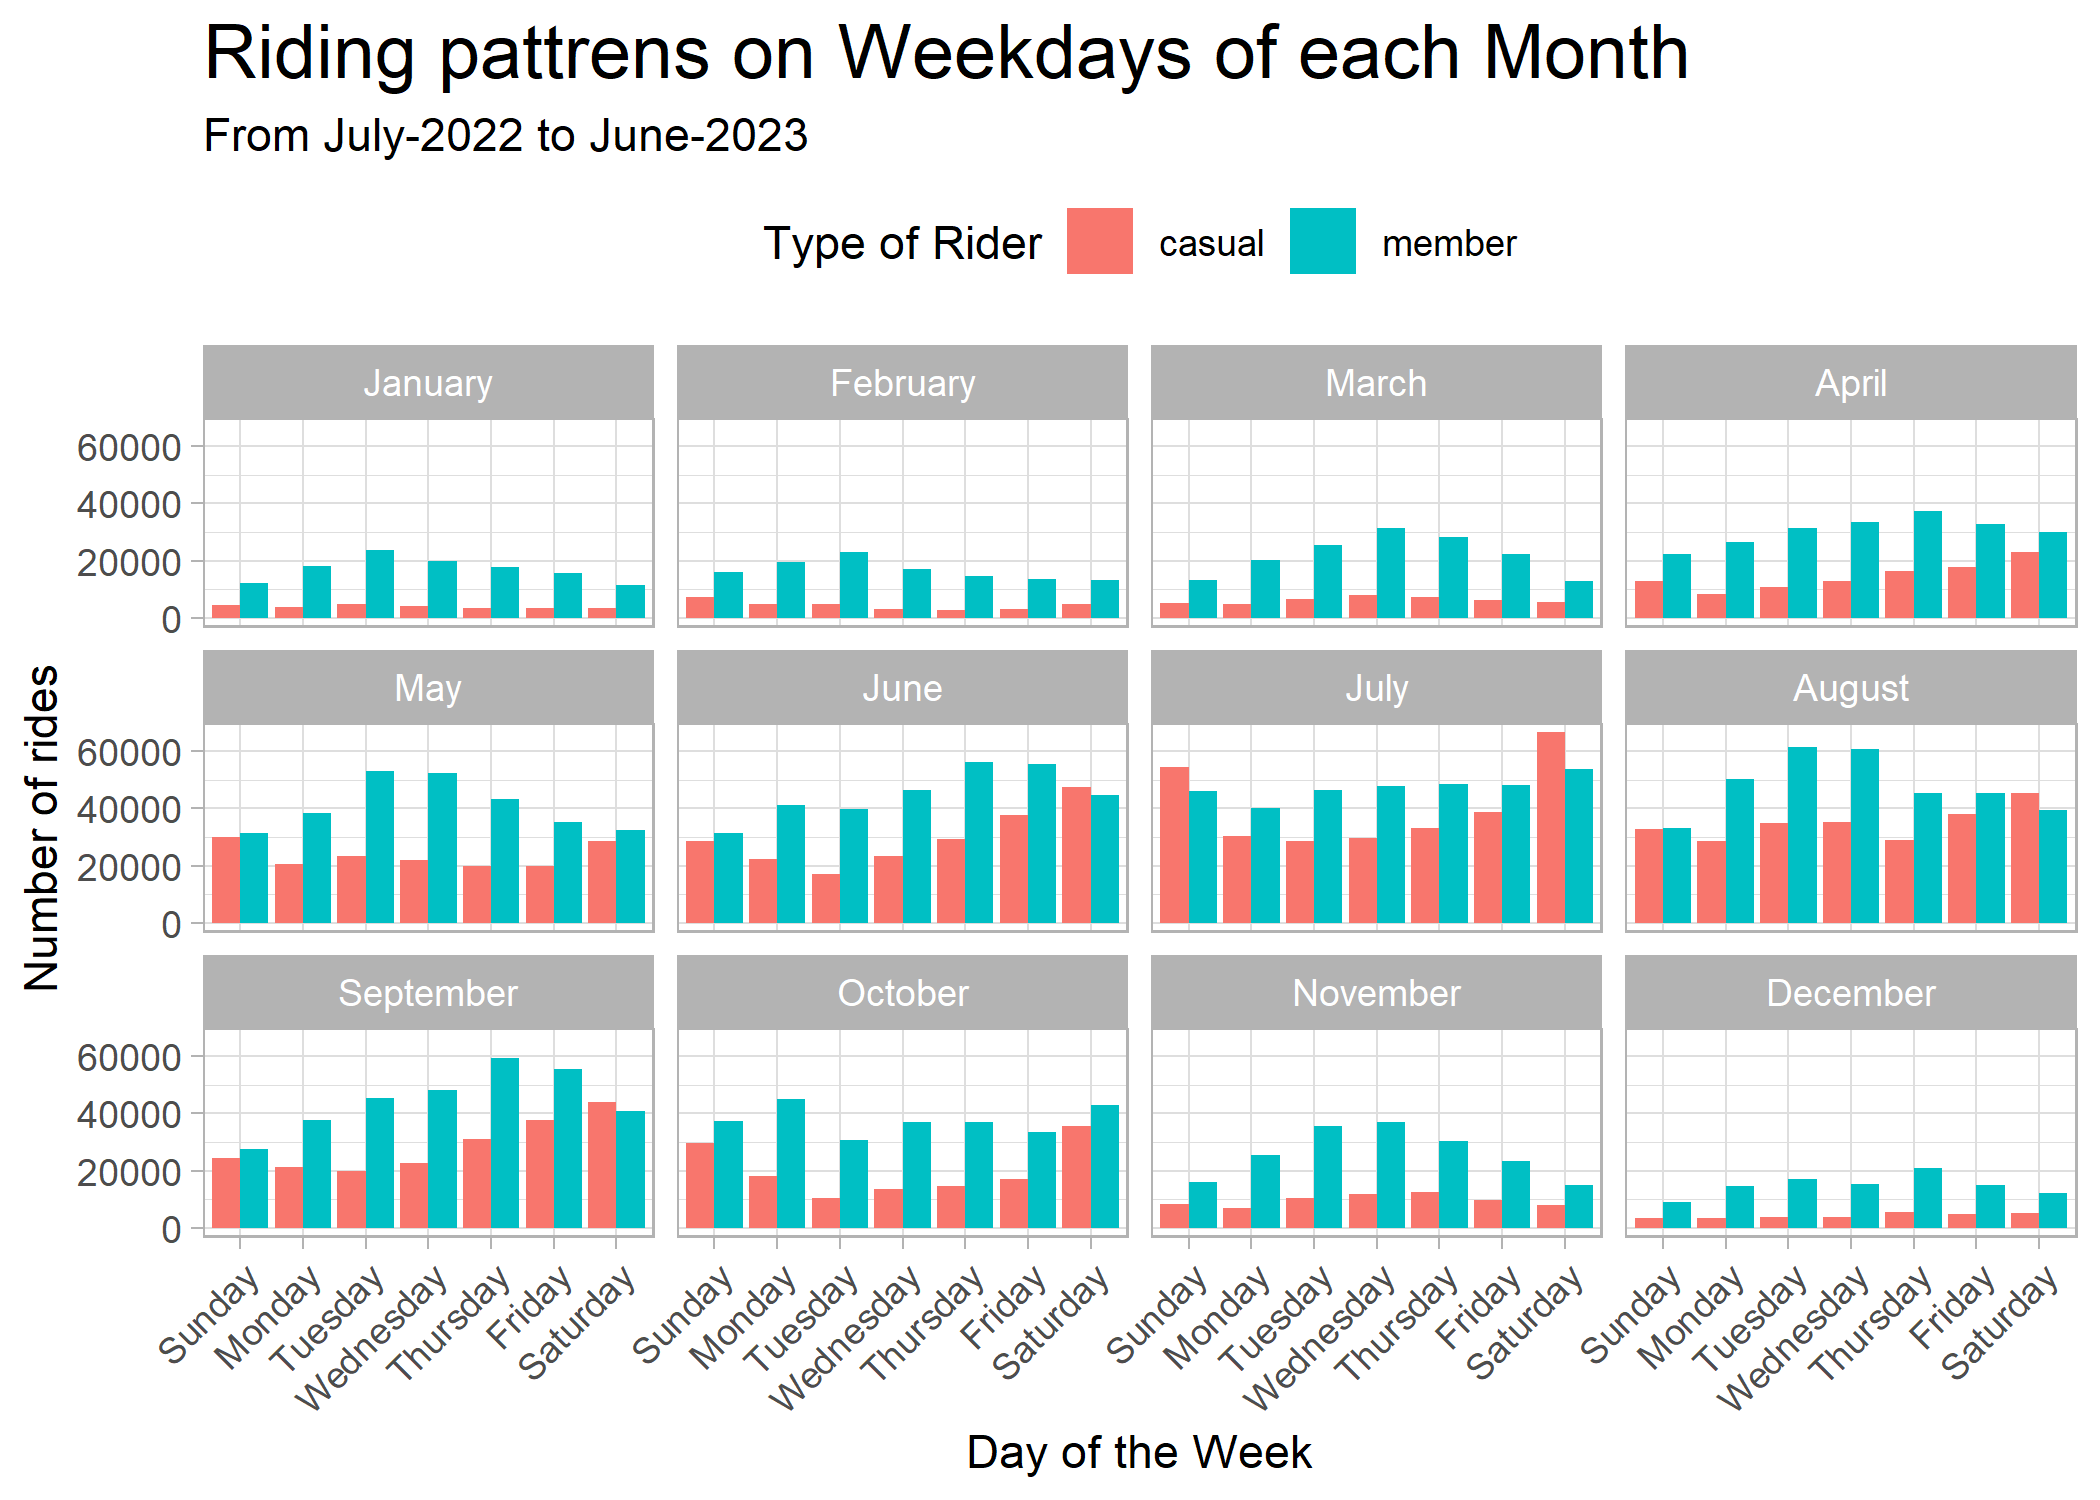 Riding pattrens on Weekdays of each Month
From July-2022 to June-2023
Type of Rider casual member
January February March April
60000
40000
20000
0
May June July August
60000
40000
20000
0
September October November December
60000
40000
20000
0
Number of rides
Sunday Monday Tuesday Wednesday Thursday Friday Saturday Sunday Monday Tuesday Wednesday Thursday Friday Saturday Sunday Monday Tuesday Wednesday Thursday Friday Saturday Sunday Monday Tuesday Wednesday Thursday Friday Saturday
Day of the Week